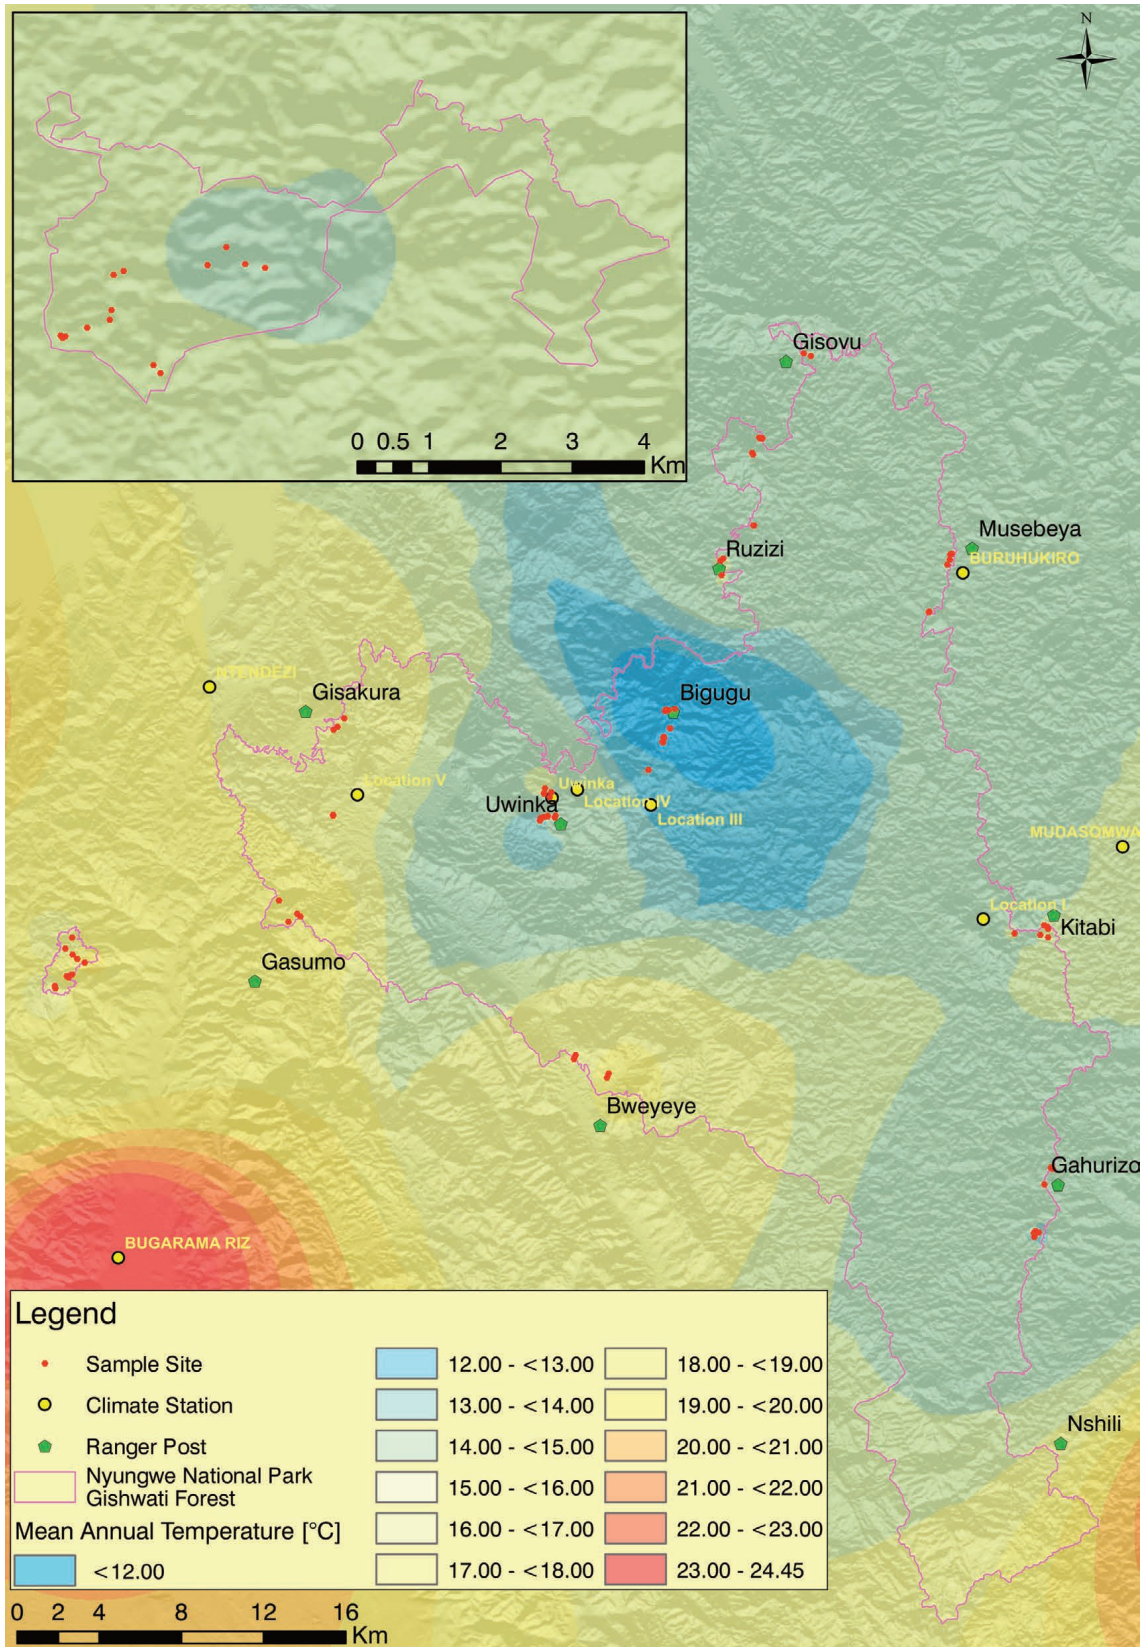 N
0 0.5 1 2 3 4
Km
Gisovu
Musebeya
BURUHUKIRO
Ruzizi
NTENDEZI
Gisakura
Bigugu
Location V
Uwinka
Location IV
Uwinka
Location III
MUDASOMWA
Location I
Kitabi
Gasumo
Bweyeye
Gahurizo
BUGARAMA RIZ
Nshili
Legend
Sample Site
Climate Station
Ranger Post
Nyungwe National Park
Gishwati Forest
Mean Annual Temperature [°C]
<12.00
12.00 - <13.00
13.00 - <14.00
14.00 - <15.00
15.00 - <16.00
16.00 - <17.00
17.00 - <18.00
18.00 - <19.00
19.00 - <20.00
20.00 - <21.00
21.00 - <22.00
22.00 - <23.00
23.00 - 24.45
0 2 4 8 12 16
Km